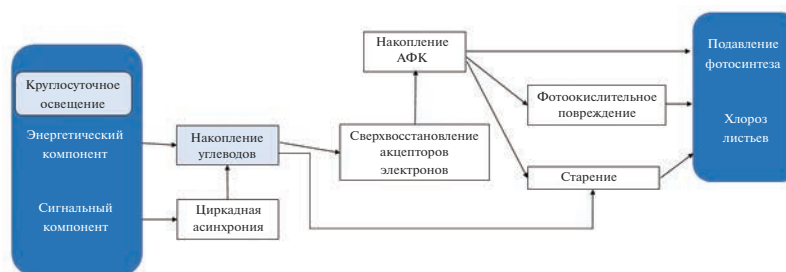 Круглосуточное
освещение
Энергетический
компонент
Сигнальный
компонент
Накопление
углеводов
Циркадная
асинхрония
Сверхвосстановление
акцепторов
электронов
Накопление
АФК
Фотоокислительное
повреждение
Старение
Подавление
фотосинтеза
Хлороз
листьев